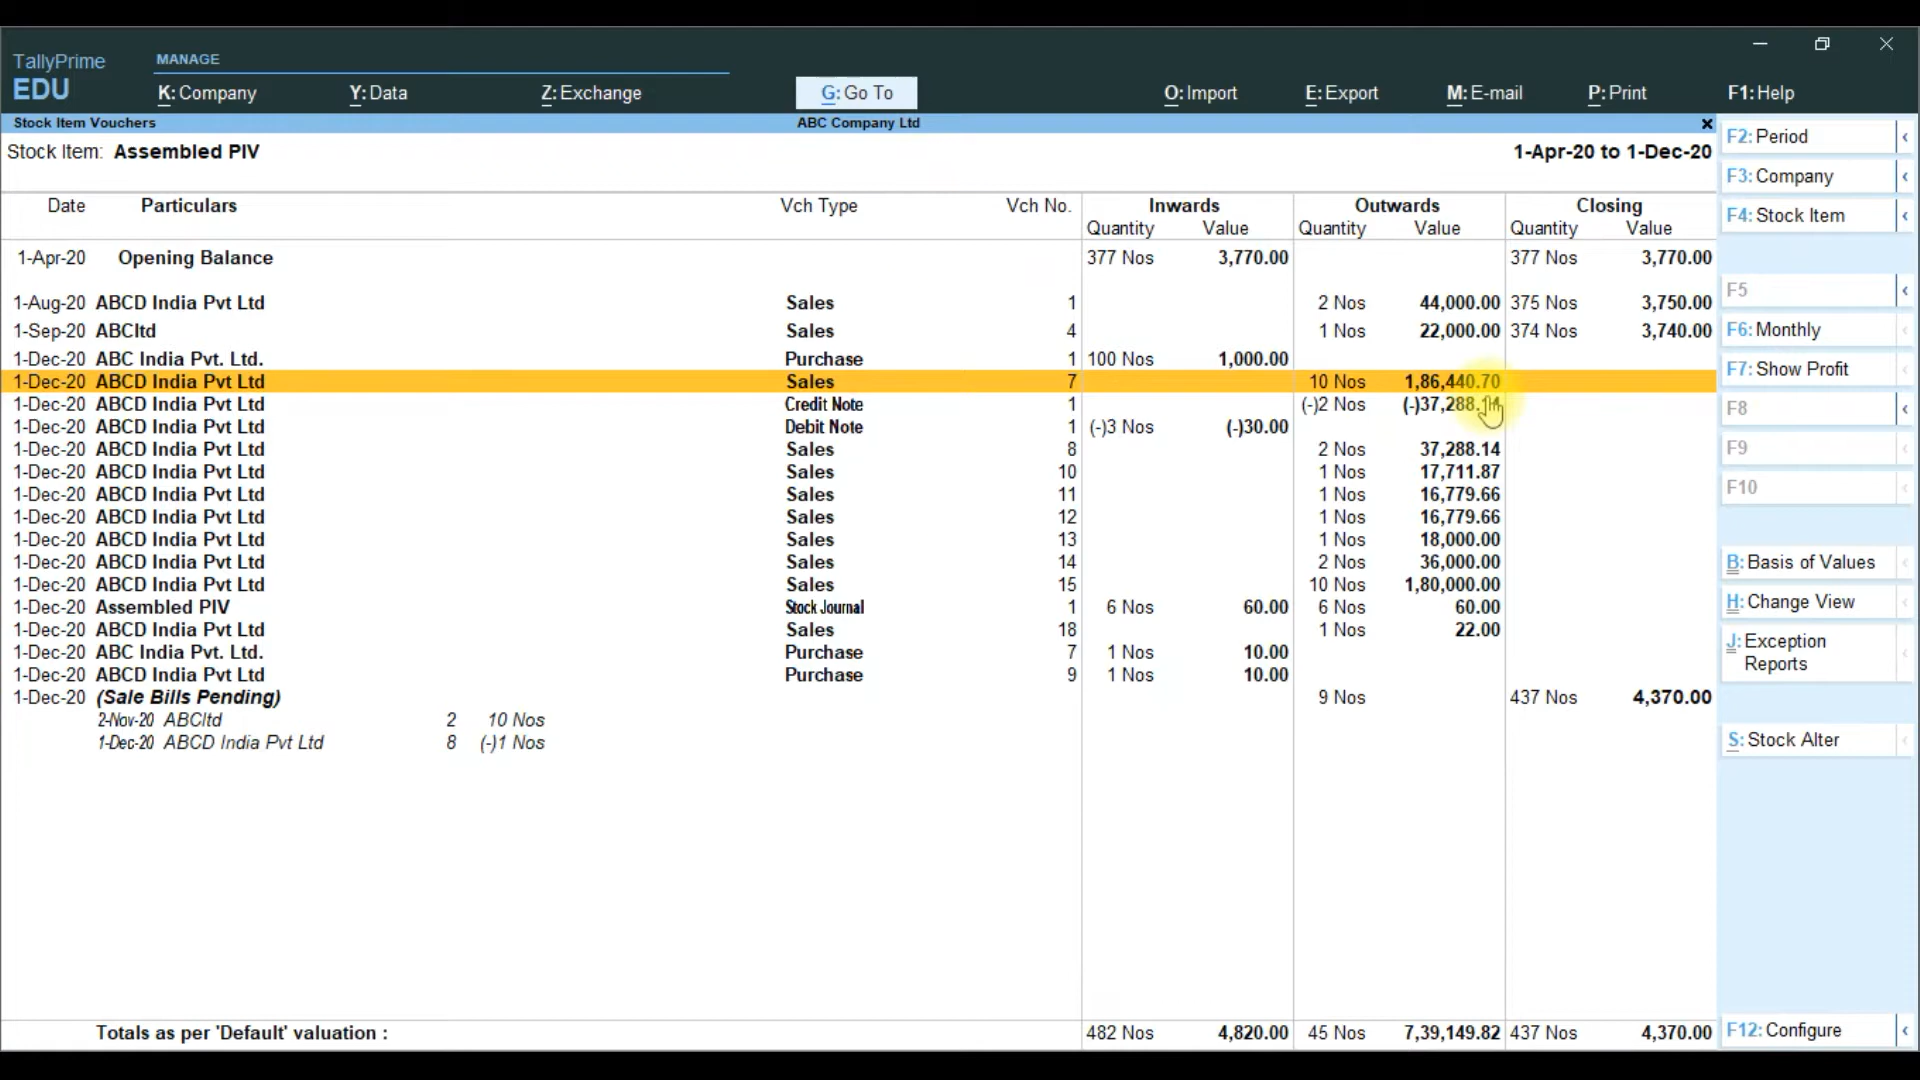 TallyPrime
EDU
MANAGE
K: Company Y: Data Z: Exchange G: Go To O: Import E: Export M: E-mail P: Print F1: Help
Stock Item Vouchers ABC Company Ltd
Stock Item: Assembled PIV 1-Apr-20 to 1-Dec-20
Date Particulars Vch Type Vch No. Inwards Outwards Closing
Quantity Value Quantity Value Quantity Value
1-Apr-20 Opening Balance 377 Nos 3,770.00 377 Nos 3,770.00
1-Aug-20 ABCD India Pvt Ltd Sales 1 2 Nos 44,000.00 375 Nos 3,750.00
1-Sep-20 ABCltd Sales 4 1 Nos 22,000.00 374 Nos 3,740.00
1-Dec-20 ABC India Pvt. Ltd. Purchase 1 100 Nos 1,000.00
1-Dec-20 ABCD India Pvt Ltd Sales 7 10 Nos 1,86,440.70
1-Dec-20 ABCD India Pvt Ltd Credit Note 1 (-)2 Nos
1-Dec-20 ABCD India Pvt Ltd Debit Note 1 (-)3 Nos (-)30.00
1-Dec-20 ABCD India Pvt Ltd Sales 8 2 Nos 37,288.14
1-Dec-20 ABCD India Pvt Ltd Sales 10 1 Nos 17,711.87
1-Dec-20 ABCD India Pvt Ltd Sales 11 1 Nos 16,779.66
1-Dec-20 ABCD India Pvt Ltd Sales 12 1 Nos 16,779.66
1-Dec-20 ABCD India Pvt Ltd Sales 13 1 Nos 18,000.00
1-Dec-20 ABCD India Pvt Ltd Sales 14 2 Nos 36,000.00
1-Dec-20 ABCD India Pvt Ltd Sales 15 10 Nos 1,80,000.00
1-Dec-20 Assembled PIV Stock Journal 1 6 Nos 60.00 6 Nos 60.00
1-Dec-20 ABCD India Pvt Ltd Sales 18 1 Nos 22.00
1-Dec-20 ABC India Pvt. Ltd. Purchase 7 1 Nos 10.00
1-Dec-20 ABCD India Pvt Ltd Purchase 9 1 Nos 10.00
1-Dec-20 (Sale Bills Pending) 9 Nos 437 Nos 4,370.00
2-Nov-20 ABCltd 2 10 Nos
1-Dec-20 ABCD India Pvt Ltd 8 (-)1 Nos
Totals as per 'Default' valuation : 482 Nos 4,820.00 45 Nos 7,39,149.82 437 Nos 4,370.00
F2: Period
F3: Company
F4: Stock Item
F5
F6: Monthly
F7: Show Profit
F8
F9
F10
B: Basis of Values
H: Change View
J: Exception
Reports
S: Stock Alter
F12: Configure